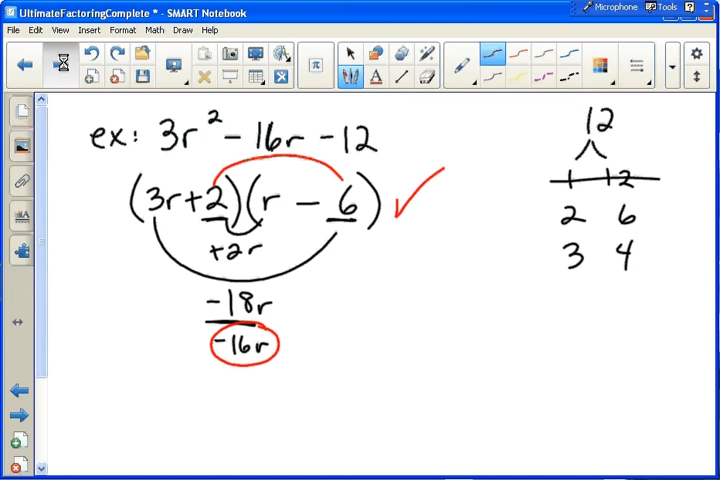 UltimateFactoringComplete * - SMART Notebook
Microphone Tools
File Edit View Insert Format Math Draw Help
ex: 3r² - 16r - 12
(3r + 2)(r - 6) ✓
+2r
-18r
-16r
12
1 12
2 6
3 4